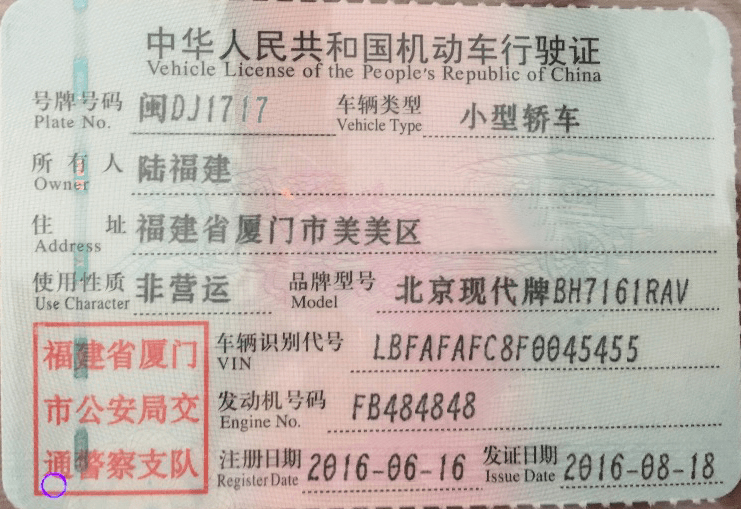 中华人民共和国机动车行驶证
Vehicle License of the People's Republic of China
号牌号码 闽DJ1717 车辆类型 小型轿车
Plate No. Vehicle Type
所有人 陆福建
Owner
住址 福建省厦门市美美区
Address
使用性质 非营运 品牌型号 北京现代牌BH7161RAV
Use Character Model
车辆识别代号 LBFAFAFC8F0045455
VIN
发动机号码 FB484848
Engine No.
注册日期 2016-06-16 发证日期 2016-08-18
Register Date Issue Date
福建省厦门
市公安局交
通警察支队